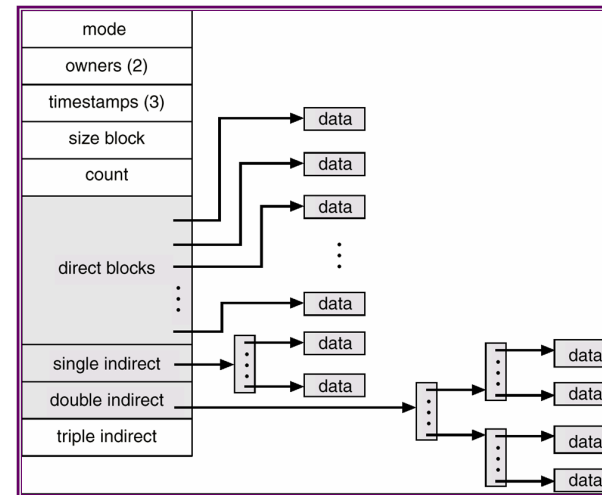 mode
owners (2)
timestamps (3)
size block
count
direct blocks
single indirect
double indirect
triple indirect
data
data
data
data
data
data
data
data
data
data